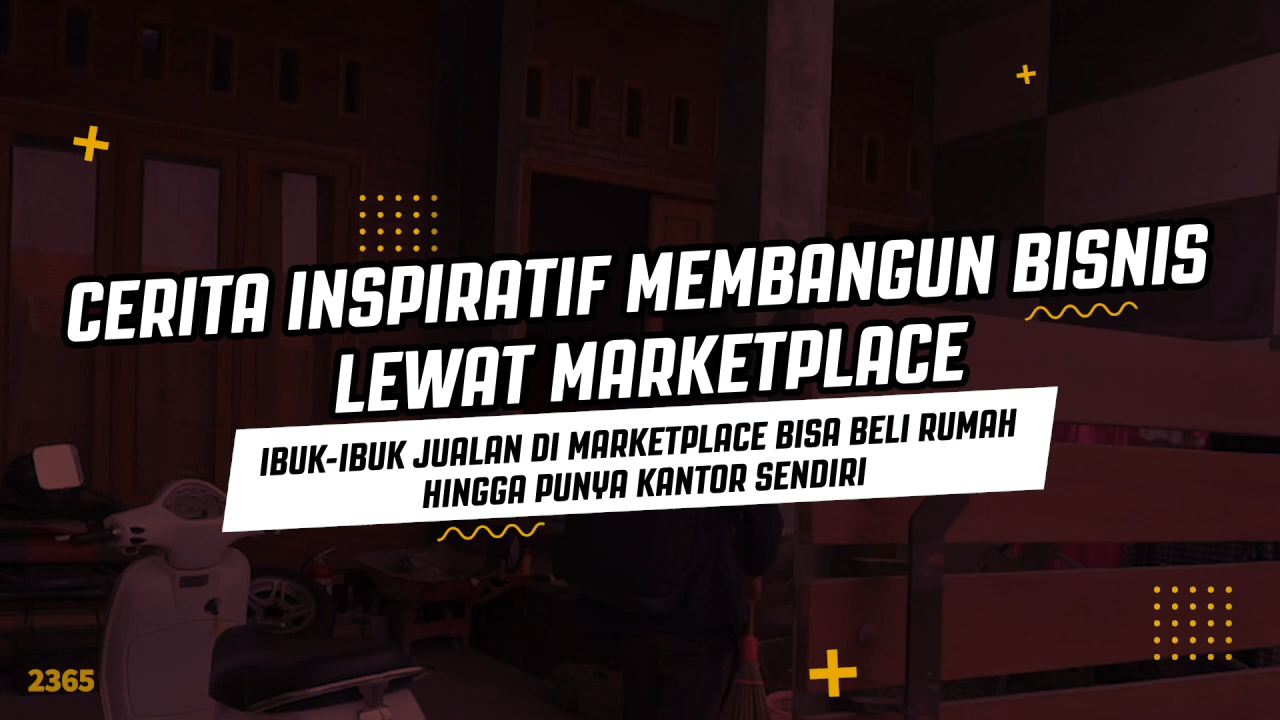 CERITA INSPIRATIF MEMBANGUN BISNIS
LEWAT MARKETPLACE
IBUK-IBUK JUALAN DI MARKETPLACE BISA BELI RUMAH
HINGGA PUNYA KANTOR SENDIRI
2365